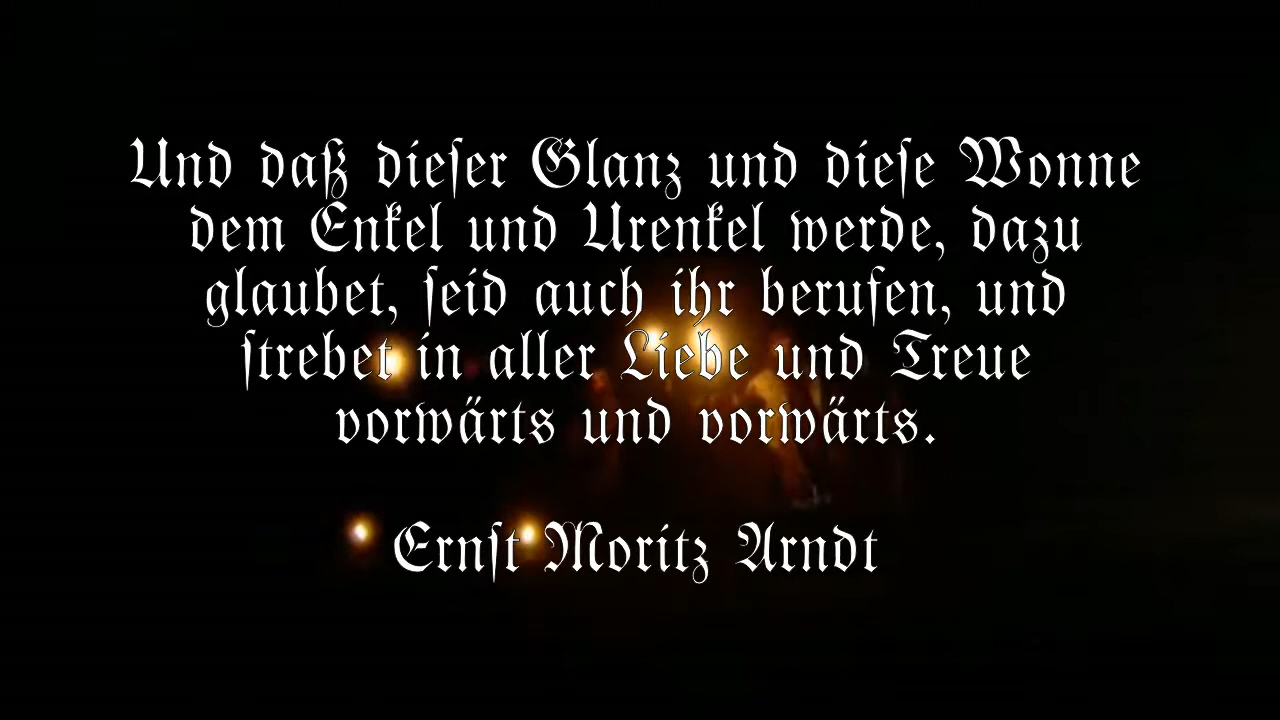 Und daß dieſer Glanz und dieſe Wonne
dem Enkel und Urenkel werde, dazu
glaubet, ſeid auch ihr berufen, und
ſtrebet in aller Liebe und Treue
vorwärts und vorwärts.
Ernſt Moritz Arndt